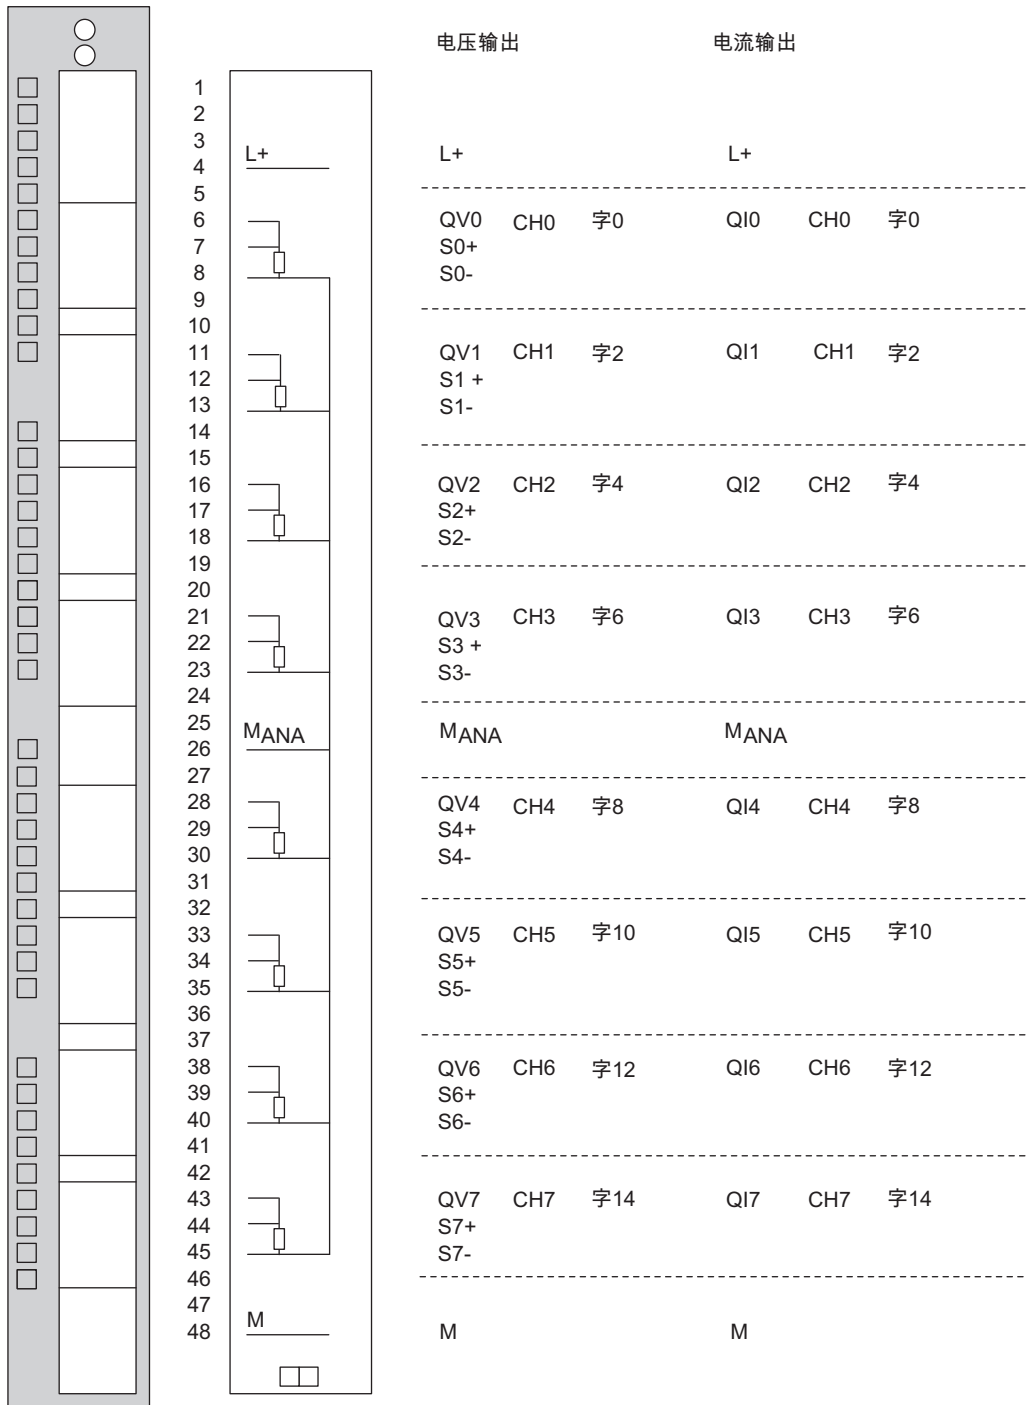 电压输出 电流输出
1
2
3
L+ L+ L+
4
5
6 QV0 CH0 字0 QI0 CH0 字0
7 S0+
8 S0-
9
10
11 QV1 CH1 字2 QI1 CH1 字2
12 S1 +
13 S1-
14
15
16 QV2 CH2 字4 QI2 CH2 字4
17 S2+
18 S2-
19
20
21 QV3 CH3 字6 QI3 CH3 字6
22 S3 +
23 S3-
24
25 MANA MANA MANA
26
27
28 QV4 CH4 字8 QI4 CH4 字8
29 S4+
30 S4-
31
32
33 QV5 CH5 字10 QI5 CH5 字10
34 S5+
35 S5-
36
37
38 QV6 CH6 字12 QI6 CH6 字12
39 S6+
40 S6-
41
42
43 QV7 CH7 字14 QI7 CH7 字14
44 S7+
45 S7-
46
47
48 M M M